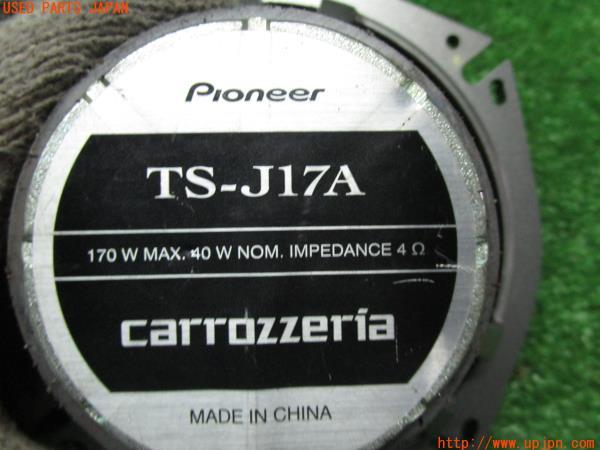 USED PARTS JAPAN
Pioneer
TS-J17A
170 W MAX. 40 W NOM. IMPEDANCE 4 Ω
carrozzería
MADE IN CHINA
http://www.upjpn.com/